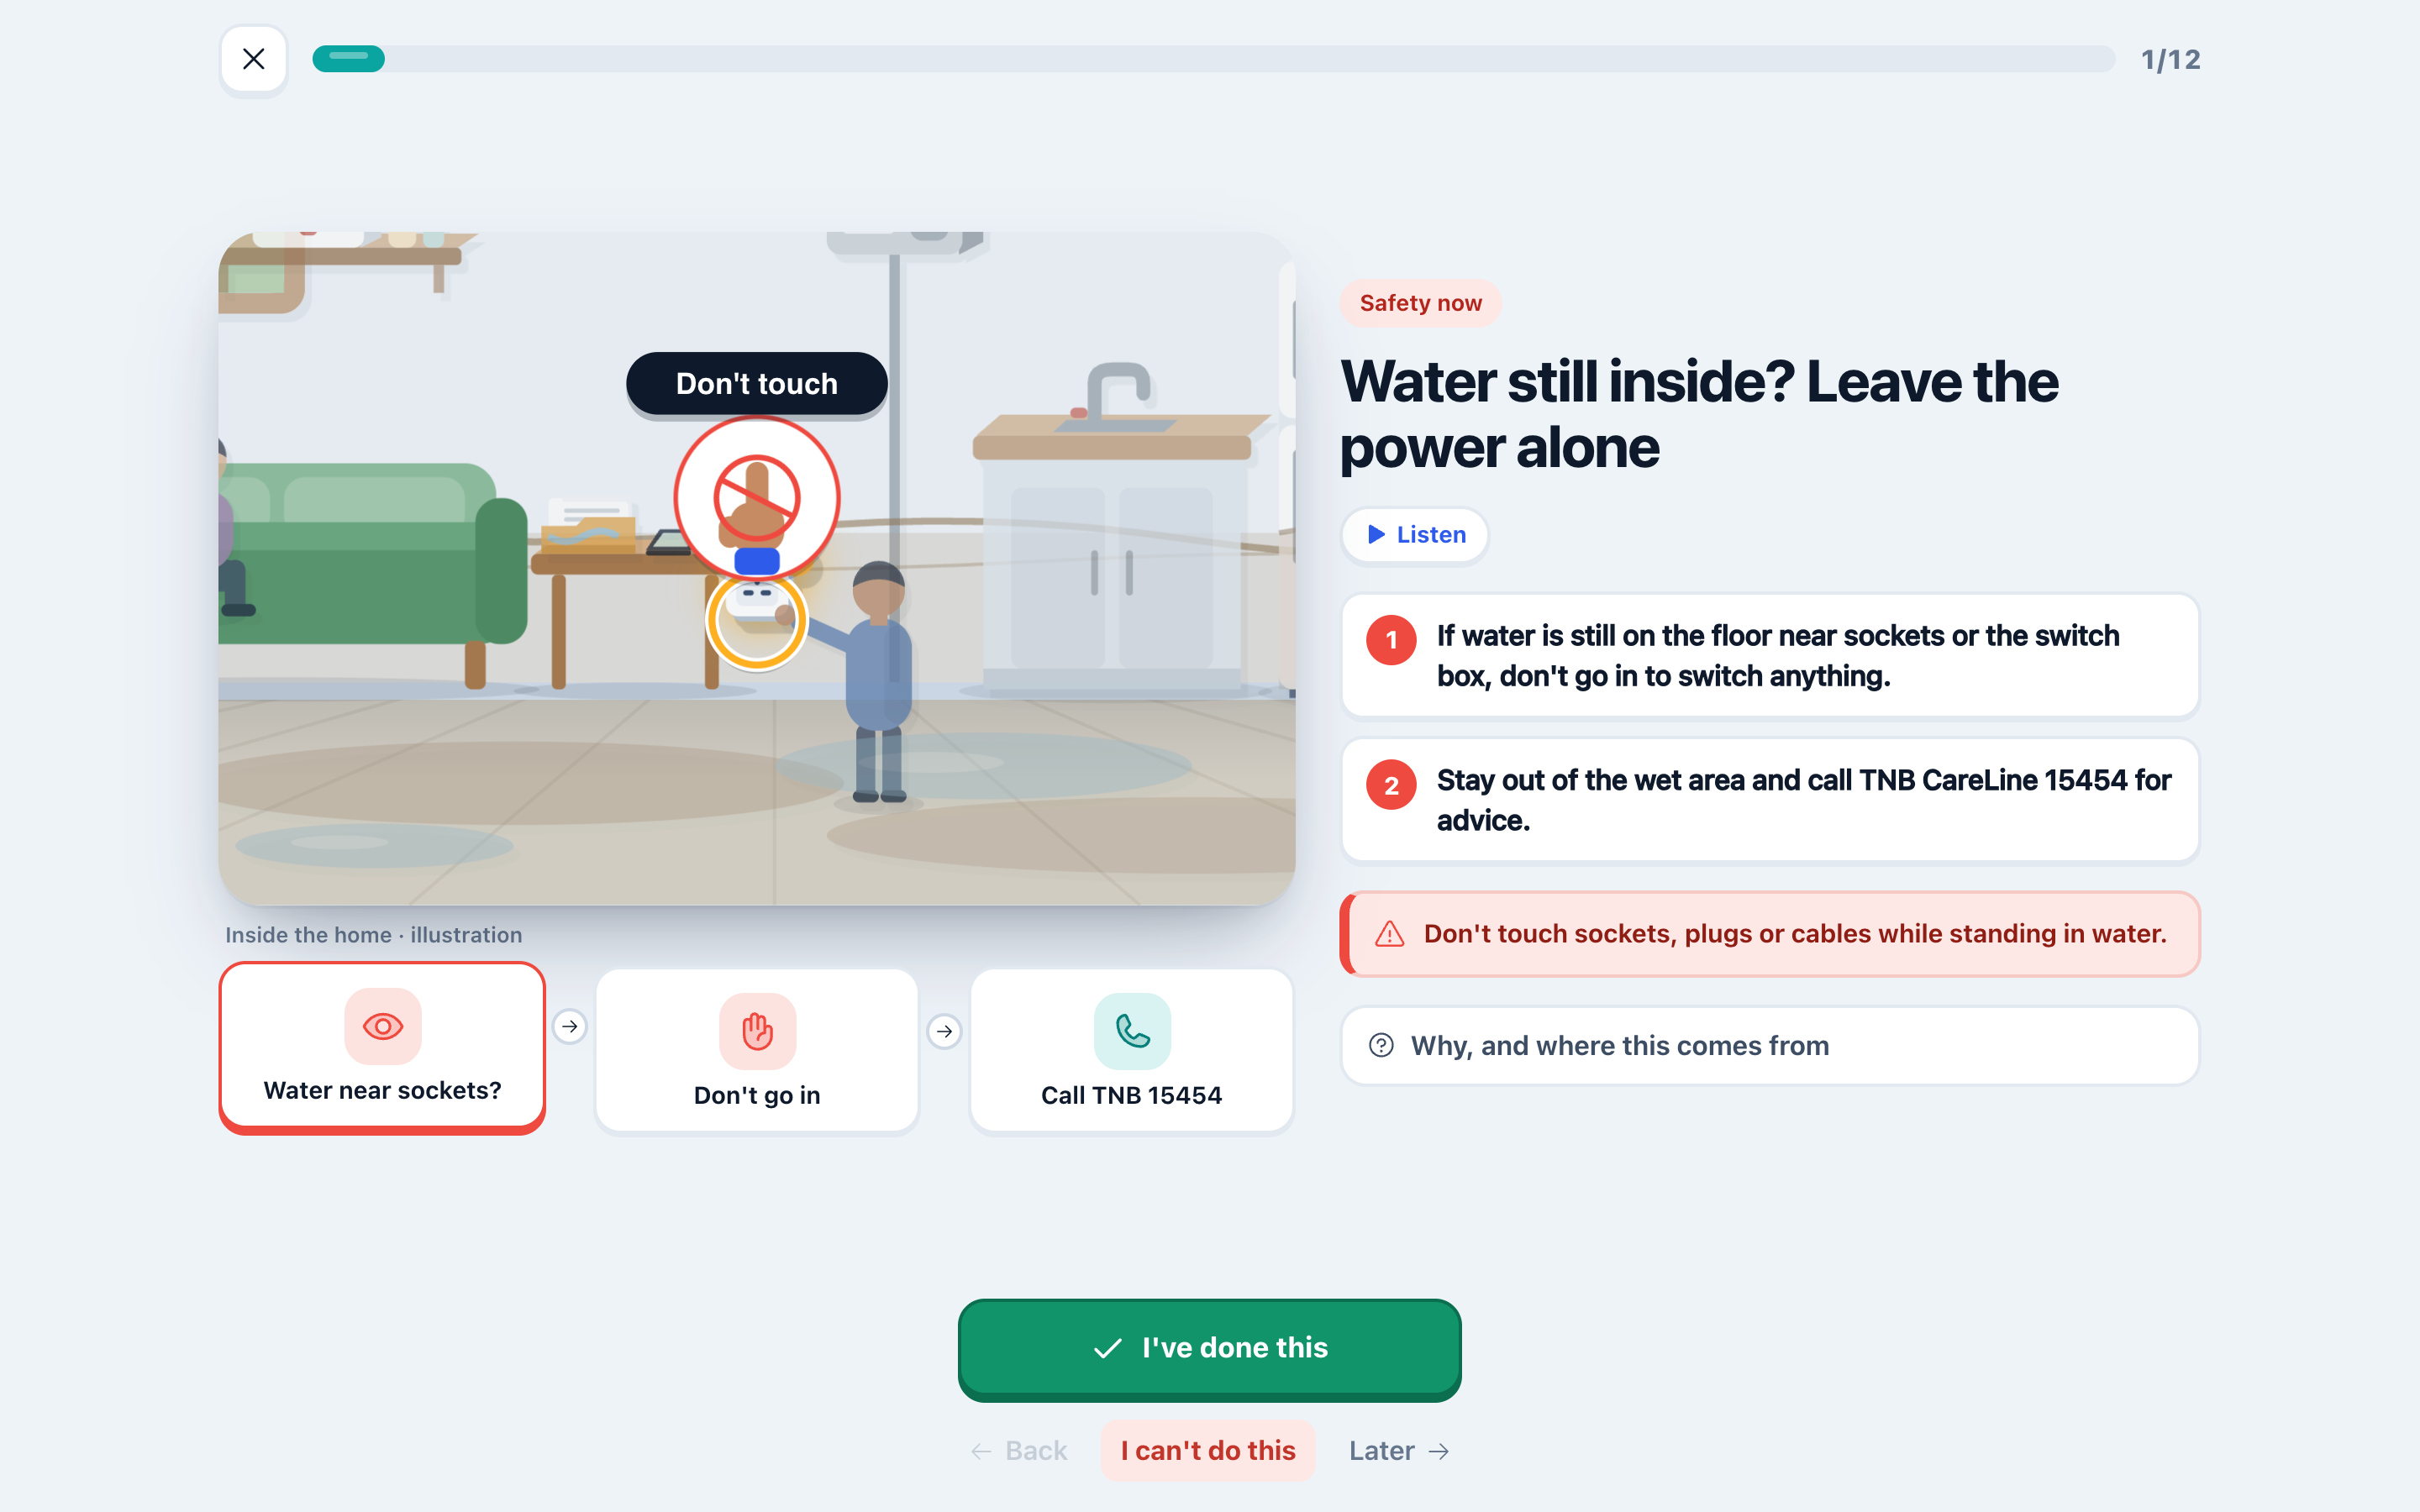 1/12
Don't touch
Inside the home · illustration
Water near sockets?
Don't go in
Call TNB 15454
Safety now
Water still inside? Leave the
power alone
Listen
1
If water is still on the floor near sockets or the switch
box, don't go in to switch anything.
2
Stay out of the wet area and call TNB CareLine 15454 for
advice.
Don't touch sockets, plugs or cables while standing in water.
Why, and where this comes from
I've done this
Back
I can't do this
Later